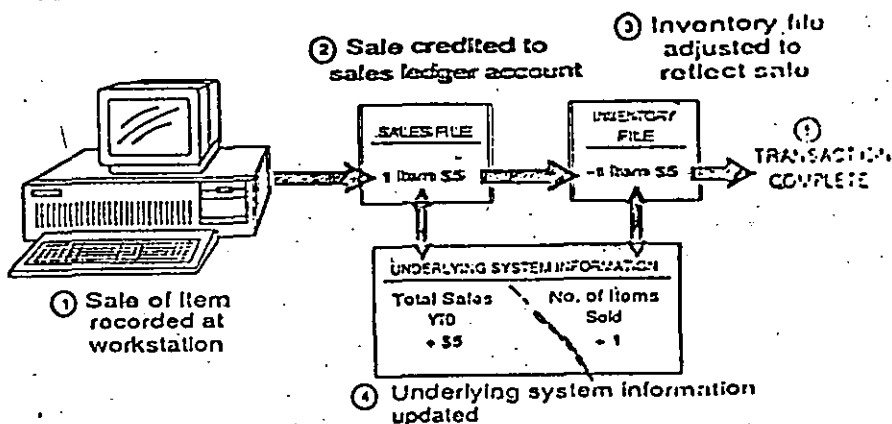 ② Sale credited to
sales ledger account
③ Inventory file
adjusted to
reflect sale
SALES FILE
1 Item $5
INVENTORY
FILE
-1 Item $5
TRANSACTION
COMPLETE
UNDERLYING SYSTEM INFORMATION
Total Sales
YTD
+ $5
No. of Items
Sold
+ 1
① Sale of Item
recorded at
workstation
④ Underlying system information
updated